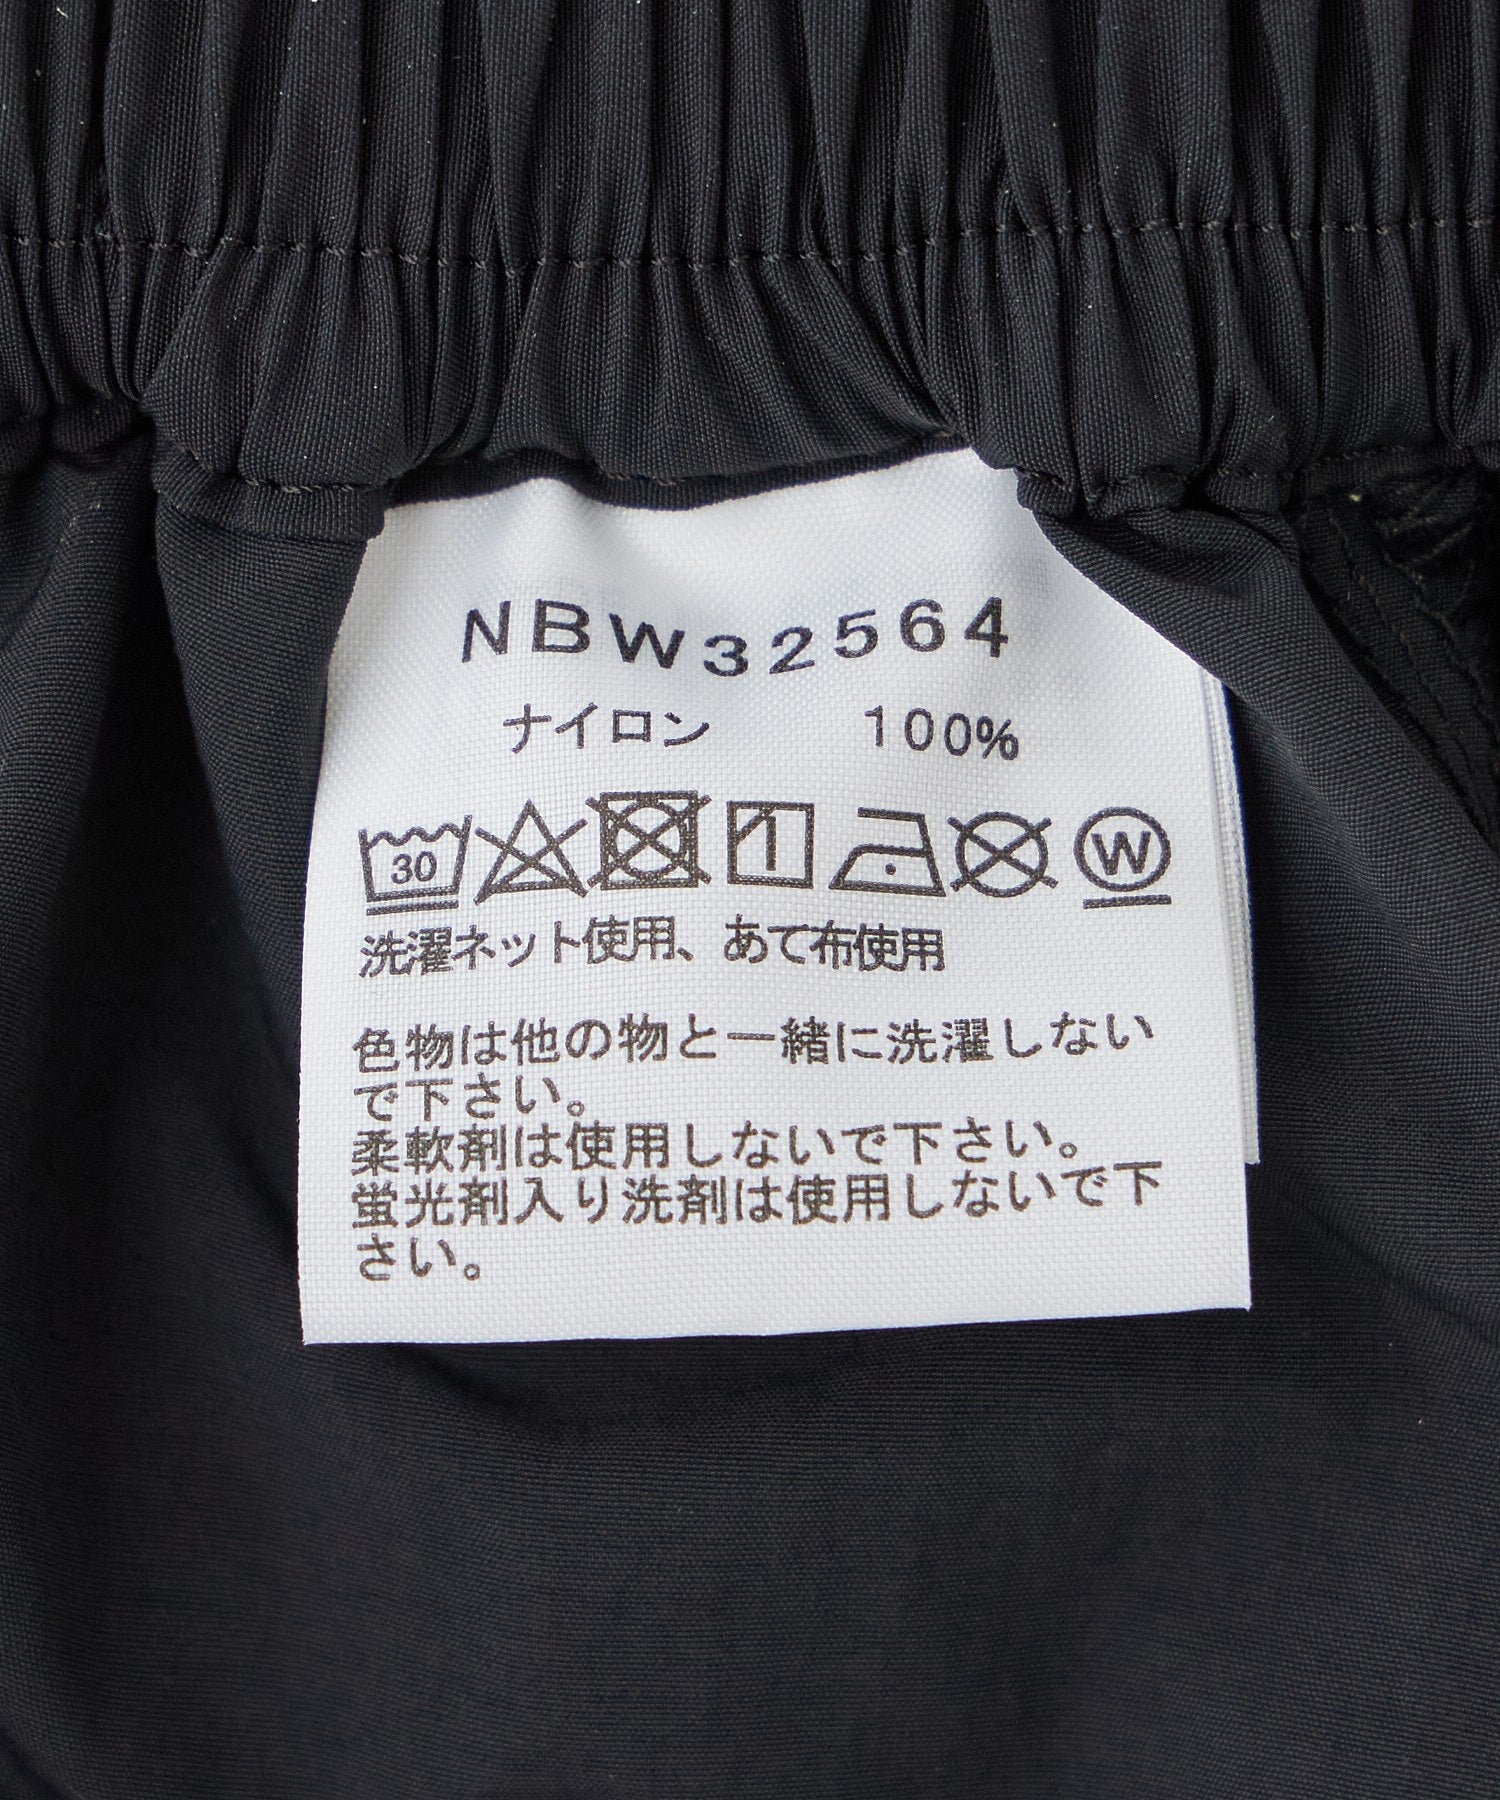 NBW32564
ナイロン 100%
30 W
洗濯ネット使用、あて布使用
色物は他の物と一緒に洗濯しない
で下さい。
柔軟剤は使用しないで下さい。
蛍光剤入り洗剤は使用しないで下
さい。